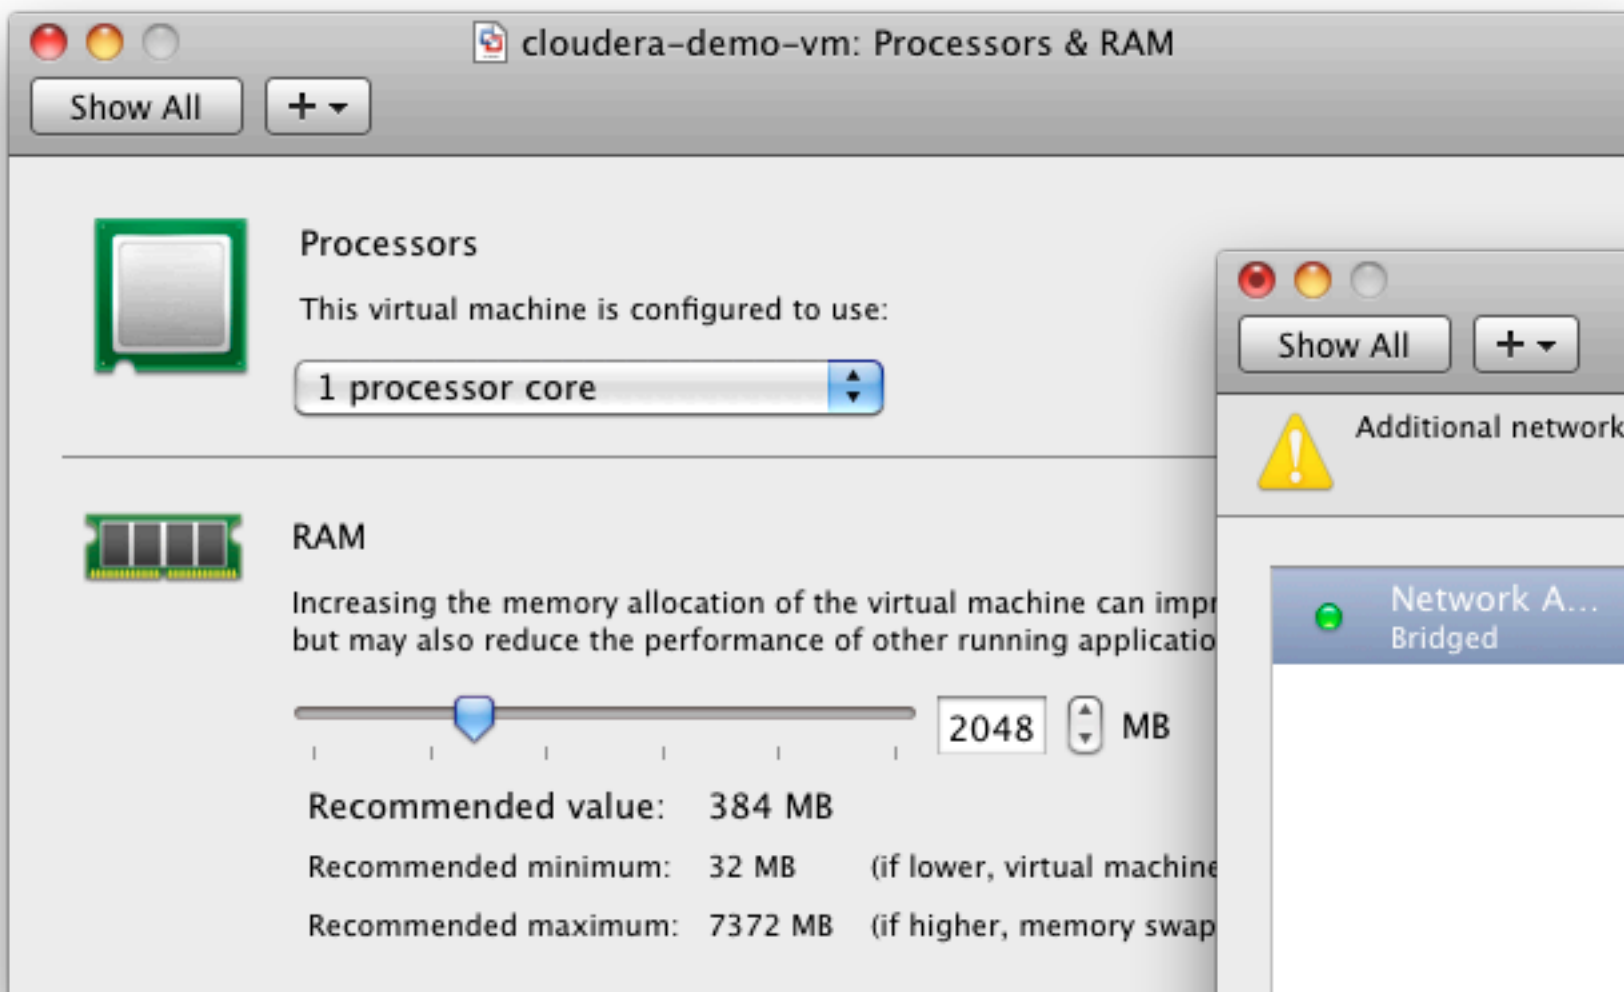 cloudera-demo-vm: Processors & RAM
Show All
Processors
This virtual machine is configured to use:
1 processor core
RAM
Increasing the memory allocation of the virtual machine can
but may also reduce the performance of other running
2048 MB
Recommended value: 384 MB
Recommended minimum: 32 MB (if lower, virtual machine
Recommended maximum: 7372 MB (if higher, memory swap
Show All
Additional network
Network A...
Bridged